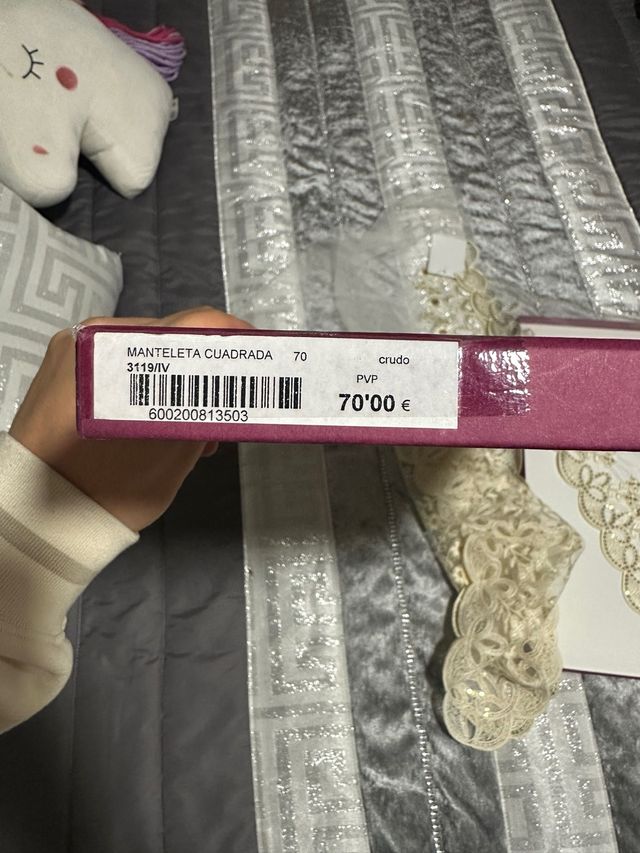 MANTELETA CUADRADA 70 crudo
3119/IV
PVP
70'00 €
600200813503